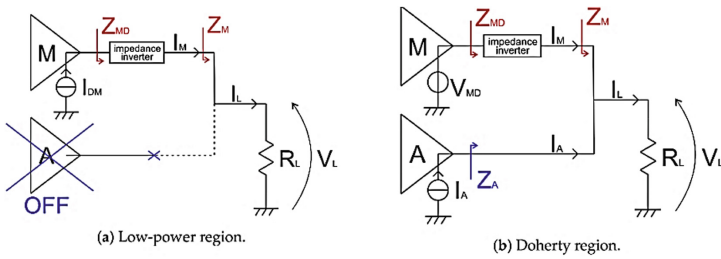 Z_MD
Z_M
M
impedance
inverter
I_M
I_DM
I_L
A
OFF
R_L
V_L
(a) Low-power region.
Z_MD
Z_M
M
impedance
inverter
I_M
V_MD
I_L
A
I_A
I_A
Z_A
R_L
V_L
(b) Doherty region.